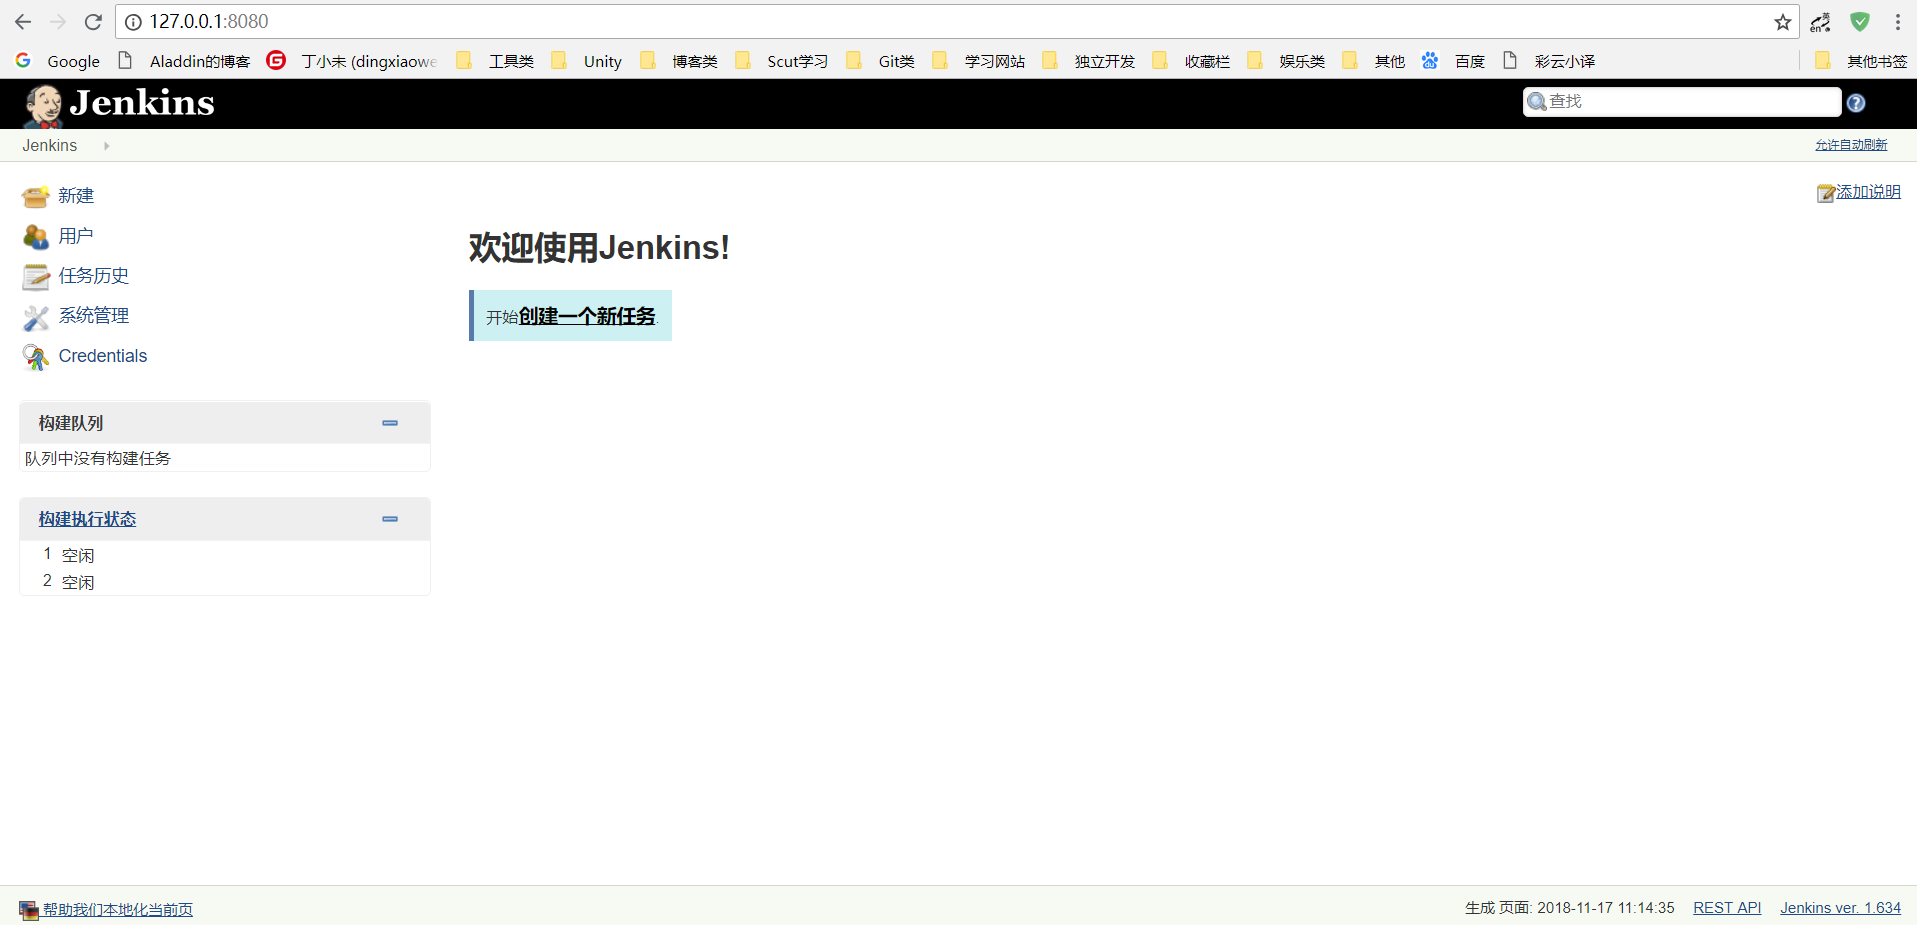 127.0.0.1:8080
Google Aladdin的博客 丁小未 (dingxiaowe 工具类 Unity 博客类 Scut学习 Git类 学习网站 独立开发 收藏栏 娱乐类 其他 百度 彩云小译 其他书签
Jenkins 查找
Jenkins 允许自动刷新
新建 添加说明
用户
欢迎使用Jenkins!
任务历史
系统管理
开始创建一个新任务.
Credentials
构建队列
队列中没有构建任务
构建执行状态
1 空闲
2 空闲
帮助我们本地化当前页 生成 页面: 2018-11-17 11:14:35 REST API Jenkins ver. 1.634